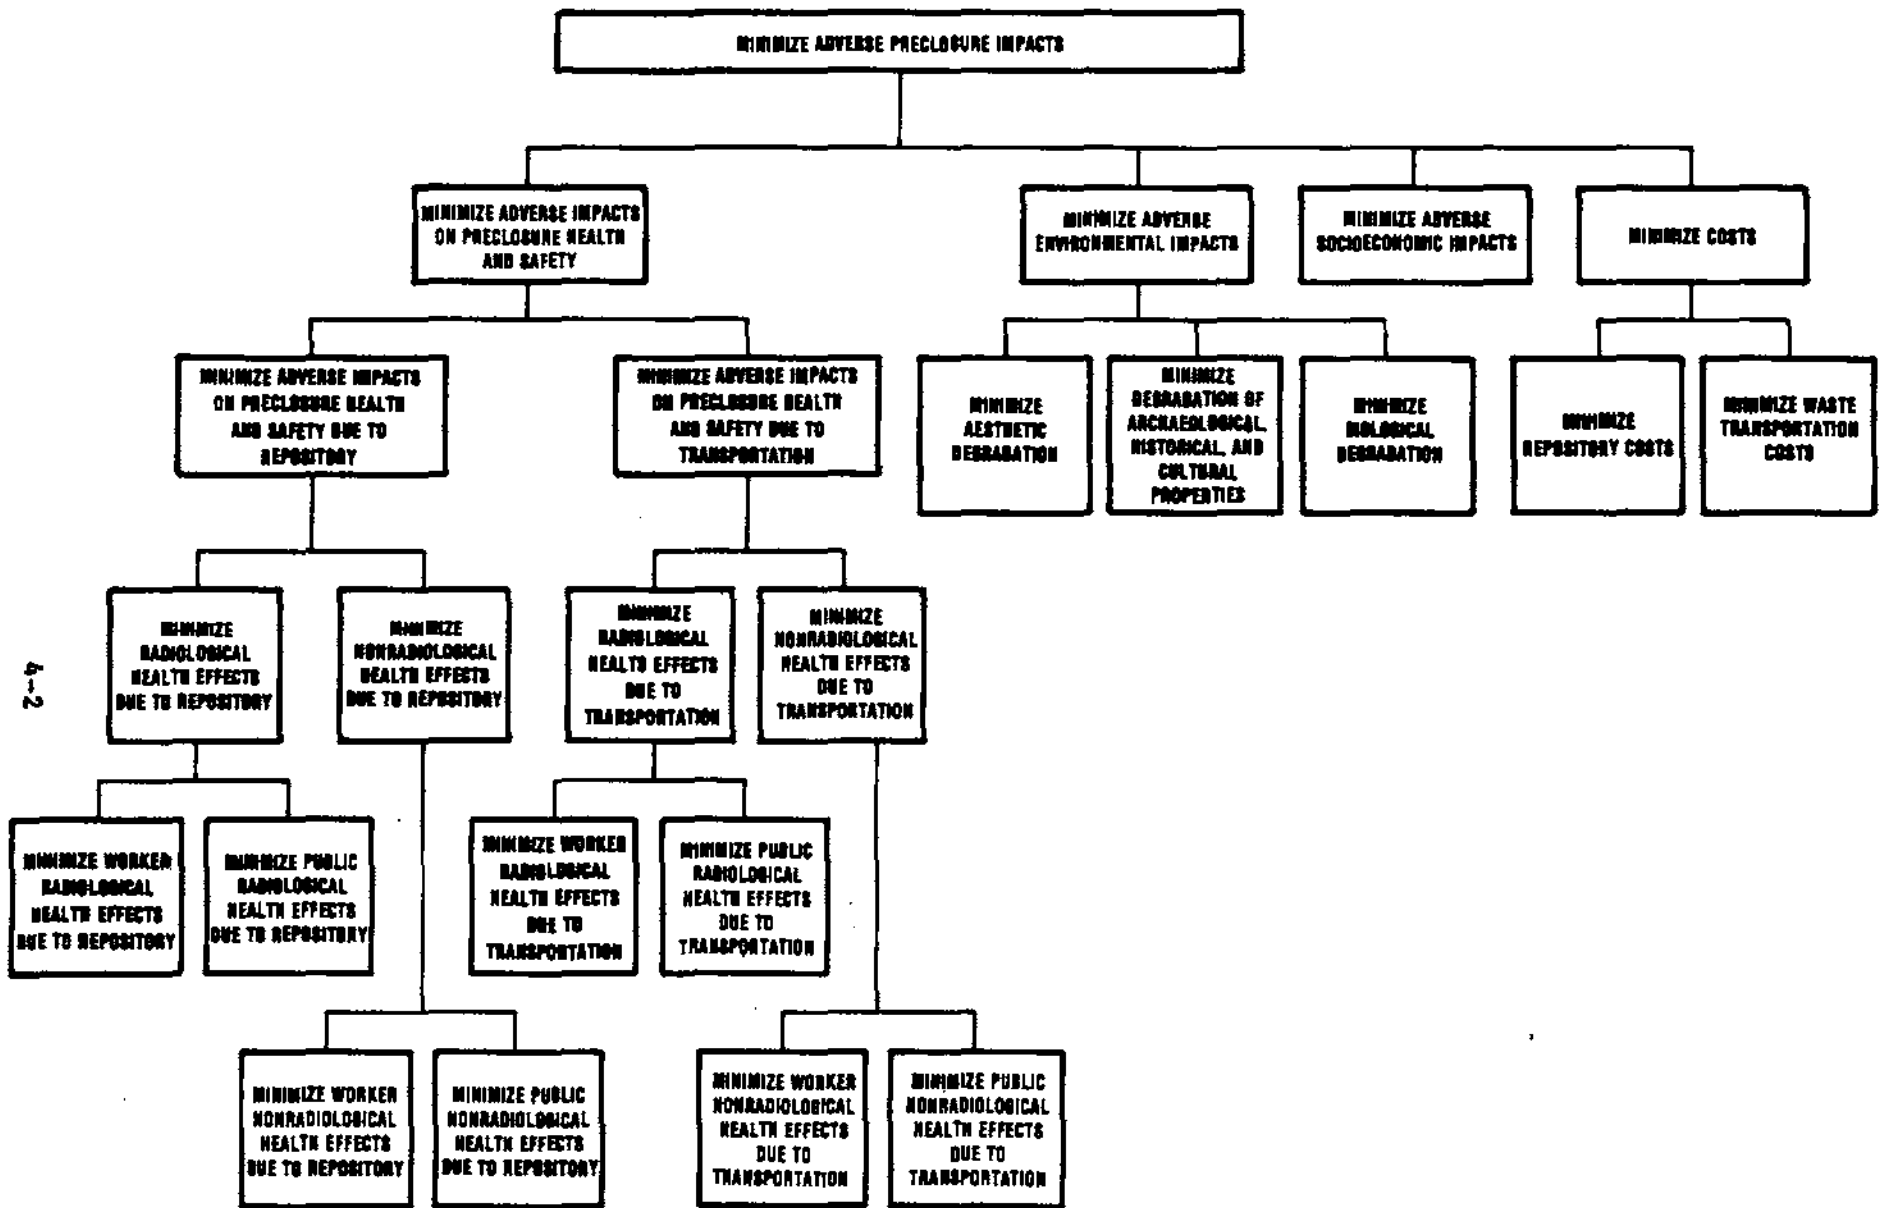 MINIMIZE ADVERSE PRECLOSURE IMPACTS
MINIMIZE ADVERSE IMPACTS
ON PRECLOSURE HEALTH
AND SAFETY
MINIMIZE ADVERSE
ENVIRONMENTAL IMPACTS
MINIMIZE ADVERSE
SOCIOECONOMIC IMPACTS
MINIMIZE COSTS
MINIMIZE ADVERSE IMPACTS
ON PRECLOSURE HEALTH
AND SAFETY DUE TO
REPOSITORY
MINIMIZE ADVERSE IMPACTS
ON PRECLOSURE HEALTH
AND SAFETY DUE TO
TRANSPORTATION
MINIMIZE
AESTHETIC
DEGRADATION
MINIMIZE
DEGRADATION OF
ARCHAEOLOGICAL,
HISTORICAL, AND
CULTURAL
PROPERTIES
MINIMIZE
BIOLOGICAL
DEGRADATION
MINIMIZE
REPOSITORY COSTS
MINIMIZE WASTE
TRANSPORTATION
COSTS
MINIMIZE
RADIOLOGICAL
HEALTH EFFECTS
DUE TO REPOSITORY
MINIMIZE
NONRADIOLOGICAL
HEALTH EFFECTS
DUE TO REPOSITORY
MINIMIZE
RADIOLOGICAL
HEALTH EFFECTS
DUE TO
TRANSPORTATION
MINIMIZE
NONRADIOLOGICAL
HEALTH EFFECTS
DUE TO
TRANSPORTATION
4-2
MINIMIZE WORKER
RADIOLOGICAL
HEALTH EFFECTS
DUE TO REPOSITORY
MINIMIZE PUBLIC
RADIOLOGICAL
HEALTH EFFECTS
DUE TO REPOSITORY
MINIMIZE WORKER
RADIOLOGICAL
HEALTH EFFECTS
DUE TO
TRANSPORTATION
MINIMIZE PUBLIC
RADIOLOGICAL
HEALTH EFFECTS
DUE TO
TRANSPORTATION
MINIMIZE WORKER
NONRADIOLOGICAL
HEALTH EFFECTS
DUE TO REPOSITORY
MINIMIZE PUBLIC
NONRADIOLOGICAL
HEALTH EFFECTS
DUE TO REPOSITORY
MINIMIZE WORKER
NONRADIOLOGICAL
HEALTH EFFECTS
DUE TO
TRANSPORTATION
MINIMIZE PUBLIC
NONRADIOLOGICAL
HEALTH EFFECTS
DUE TO
TRANSPORTATION